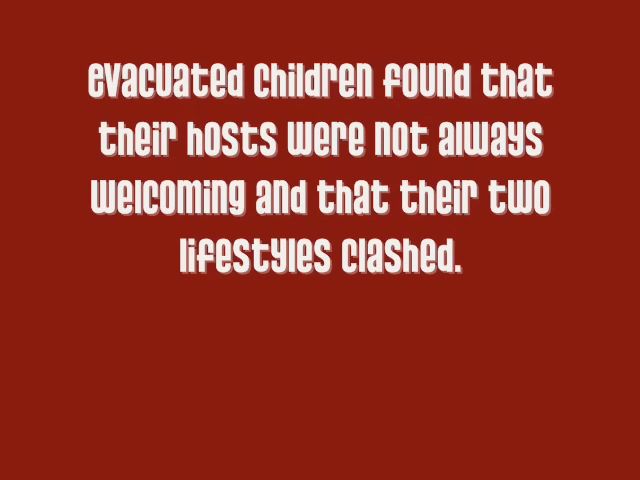 evacuated children found that
their hosts were not always
welcoming and that their two
lifestyles clashed.